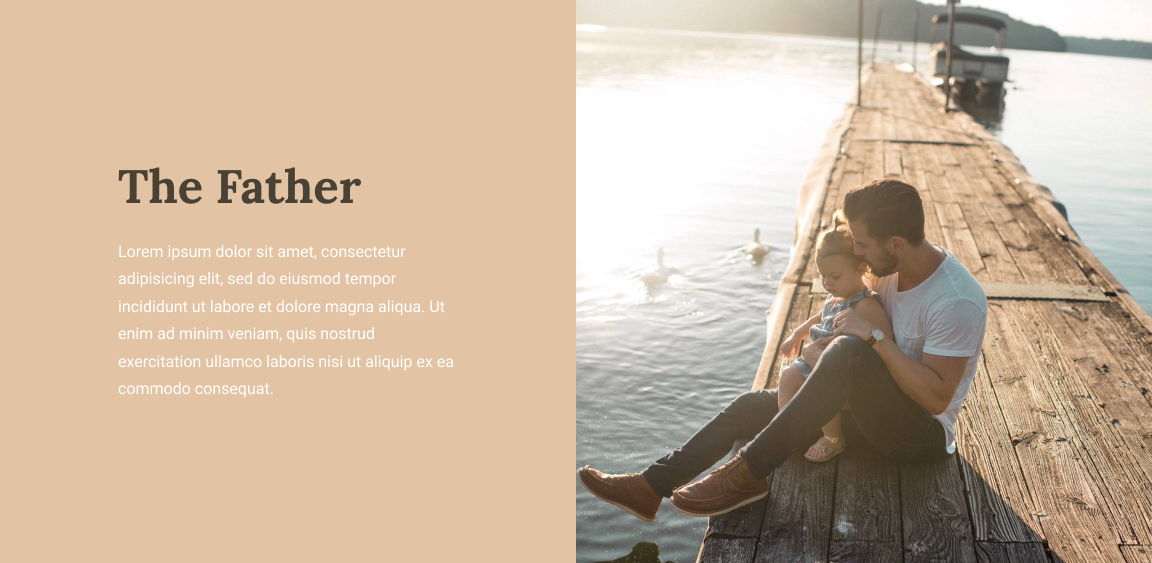 The Father
Lorem ipsum dolor sit amet, consectetur
adipisicing elit, sed do eiusmod tempor
incididunt ut labore et dolore magna aliqua. Ut
enim ad minim veniam, quis nostrud
exercitation ullamco laboris nisi ut aliquip ex ea
commodo consequat.